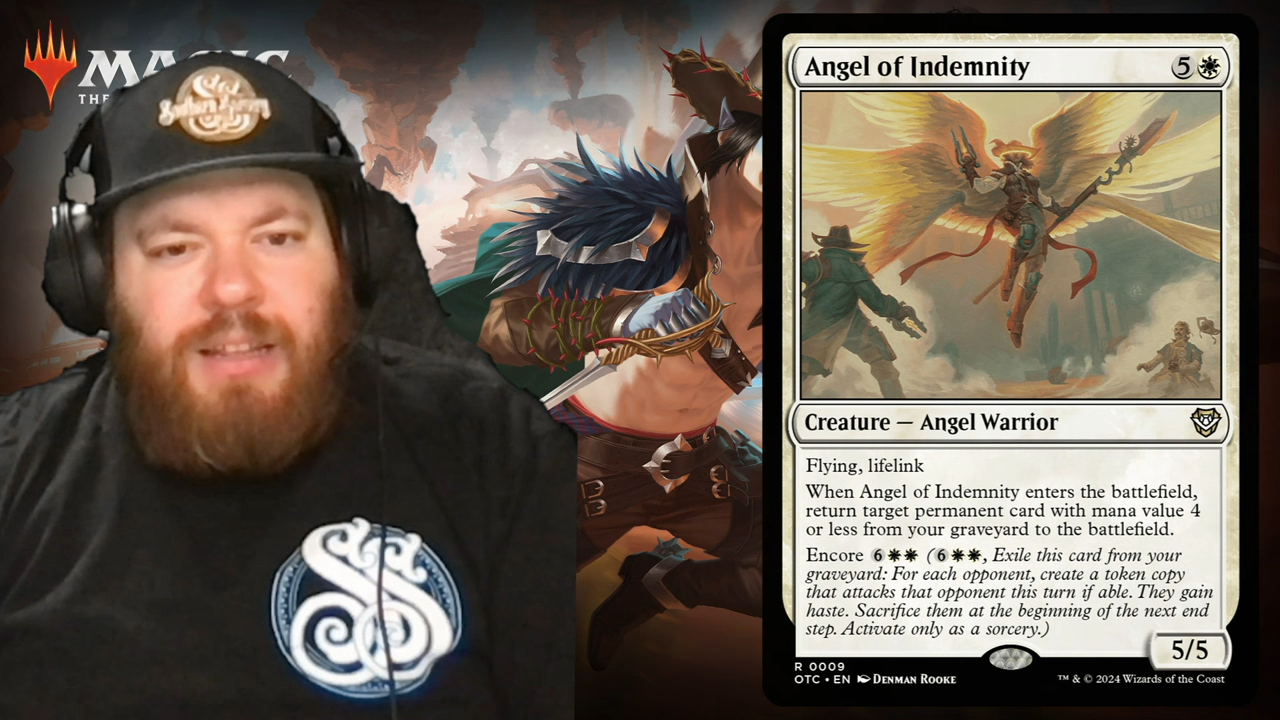 MAGIC
THE
Angel of Indemnity 5
Creature — Angel Warrior
Flying, lifelink
When Angel of Indemnity enters the battlefield,
return target permanent card with mana value 4
or less from your graveyard to the battlefield.
Encore 6 (6, Exile this card from your
graveyard: For each opponent, create a token copy
that attacks that opponent this turn if able. They gain
haste. Sacrifice them at the beginning of the next end
step. Activate only as a sorcery.)
5/5
R 0009
OTC • EN Denman Rooke
™ & © 2024 Wizards of the Coast